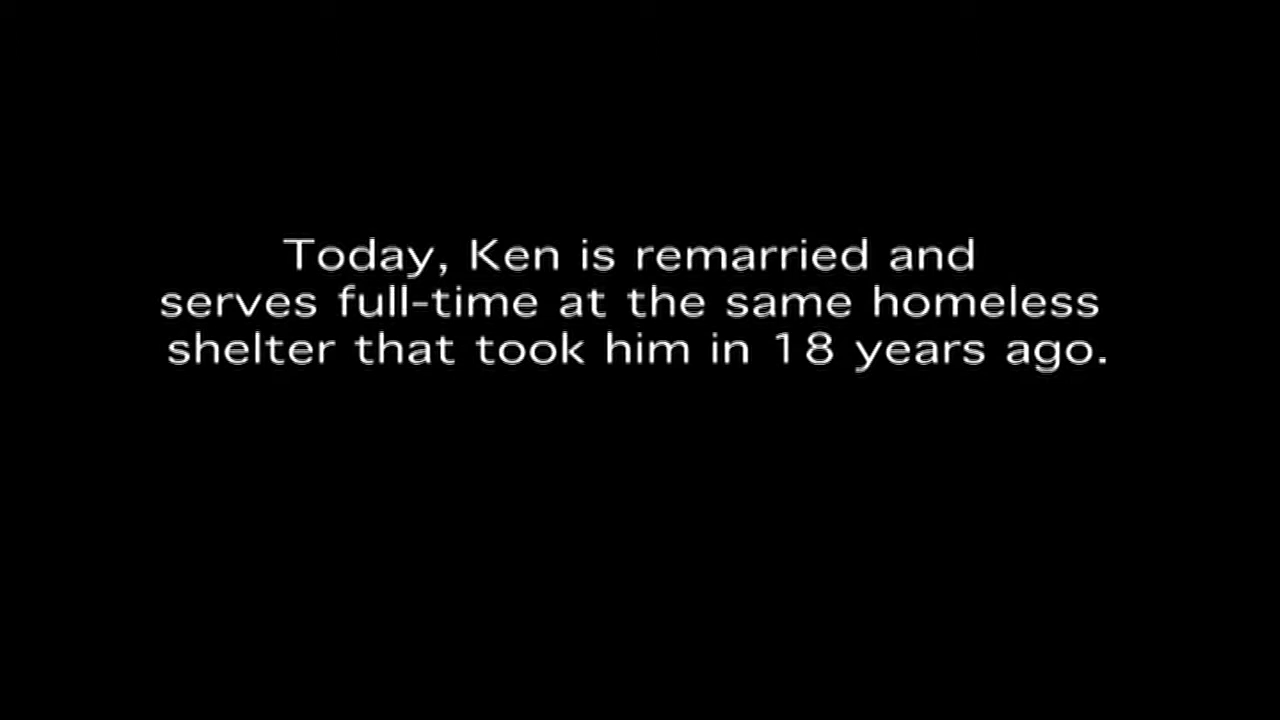 Today, Ken is remarried and
serves full-time at the same homeless
shelter that took him in 18 years ago.